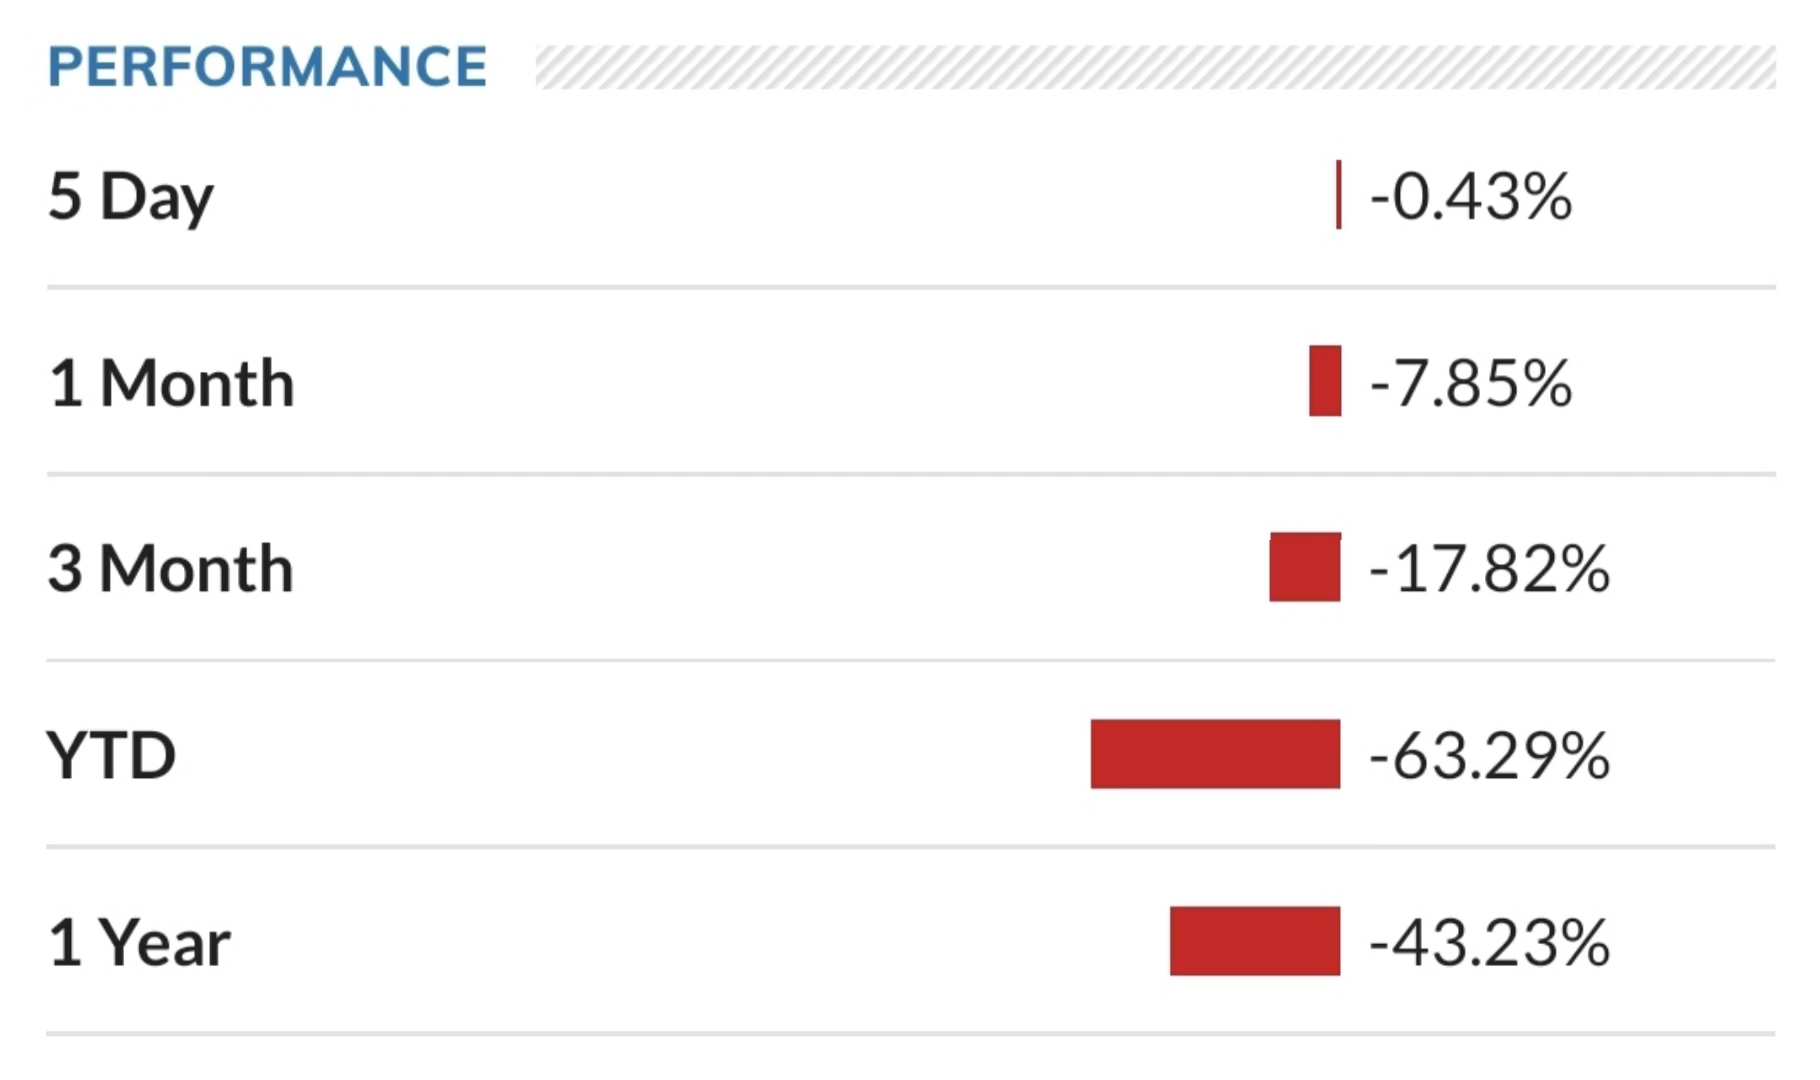 PERFORMANCE
5 Day -0.43%
1 Month -7.85%
3 Month -17.82%
YTD -63.29%
1 Year -43.23%